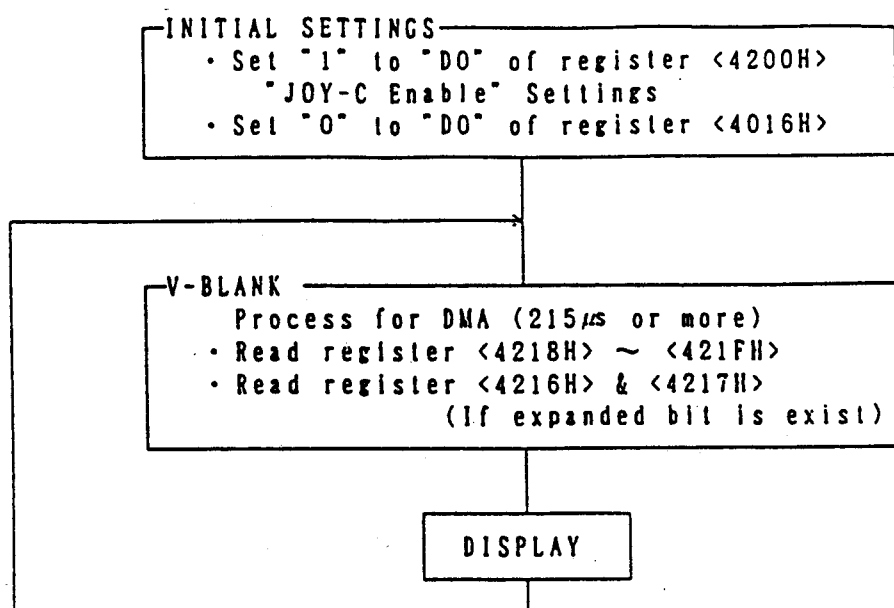 INITIAL SETTINGS
· Set "1" to "D0" of register <4200H>
"JOY-C Enable" Settings
· Set "0" to "D0" of register <4016H>
V-BLANK
Process for DMA (215μs or more)
· Read register <4218H> ~ <421FH>
· Read register <4216H> & <4217H>
(If expanded bit is exist)
DISPLAY